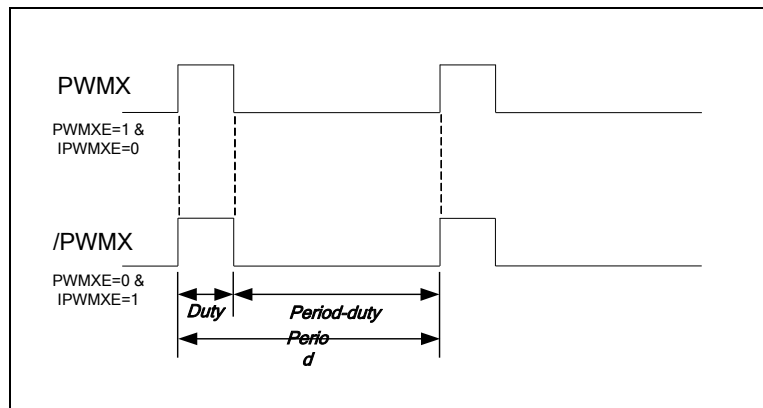 PWMX
PWMXE=1 &
IPWMXE=0
/PWMX
PWMXE=0 &
IPWMXE=1
Duty
Period-duty
Perio
d